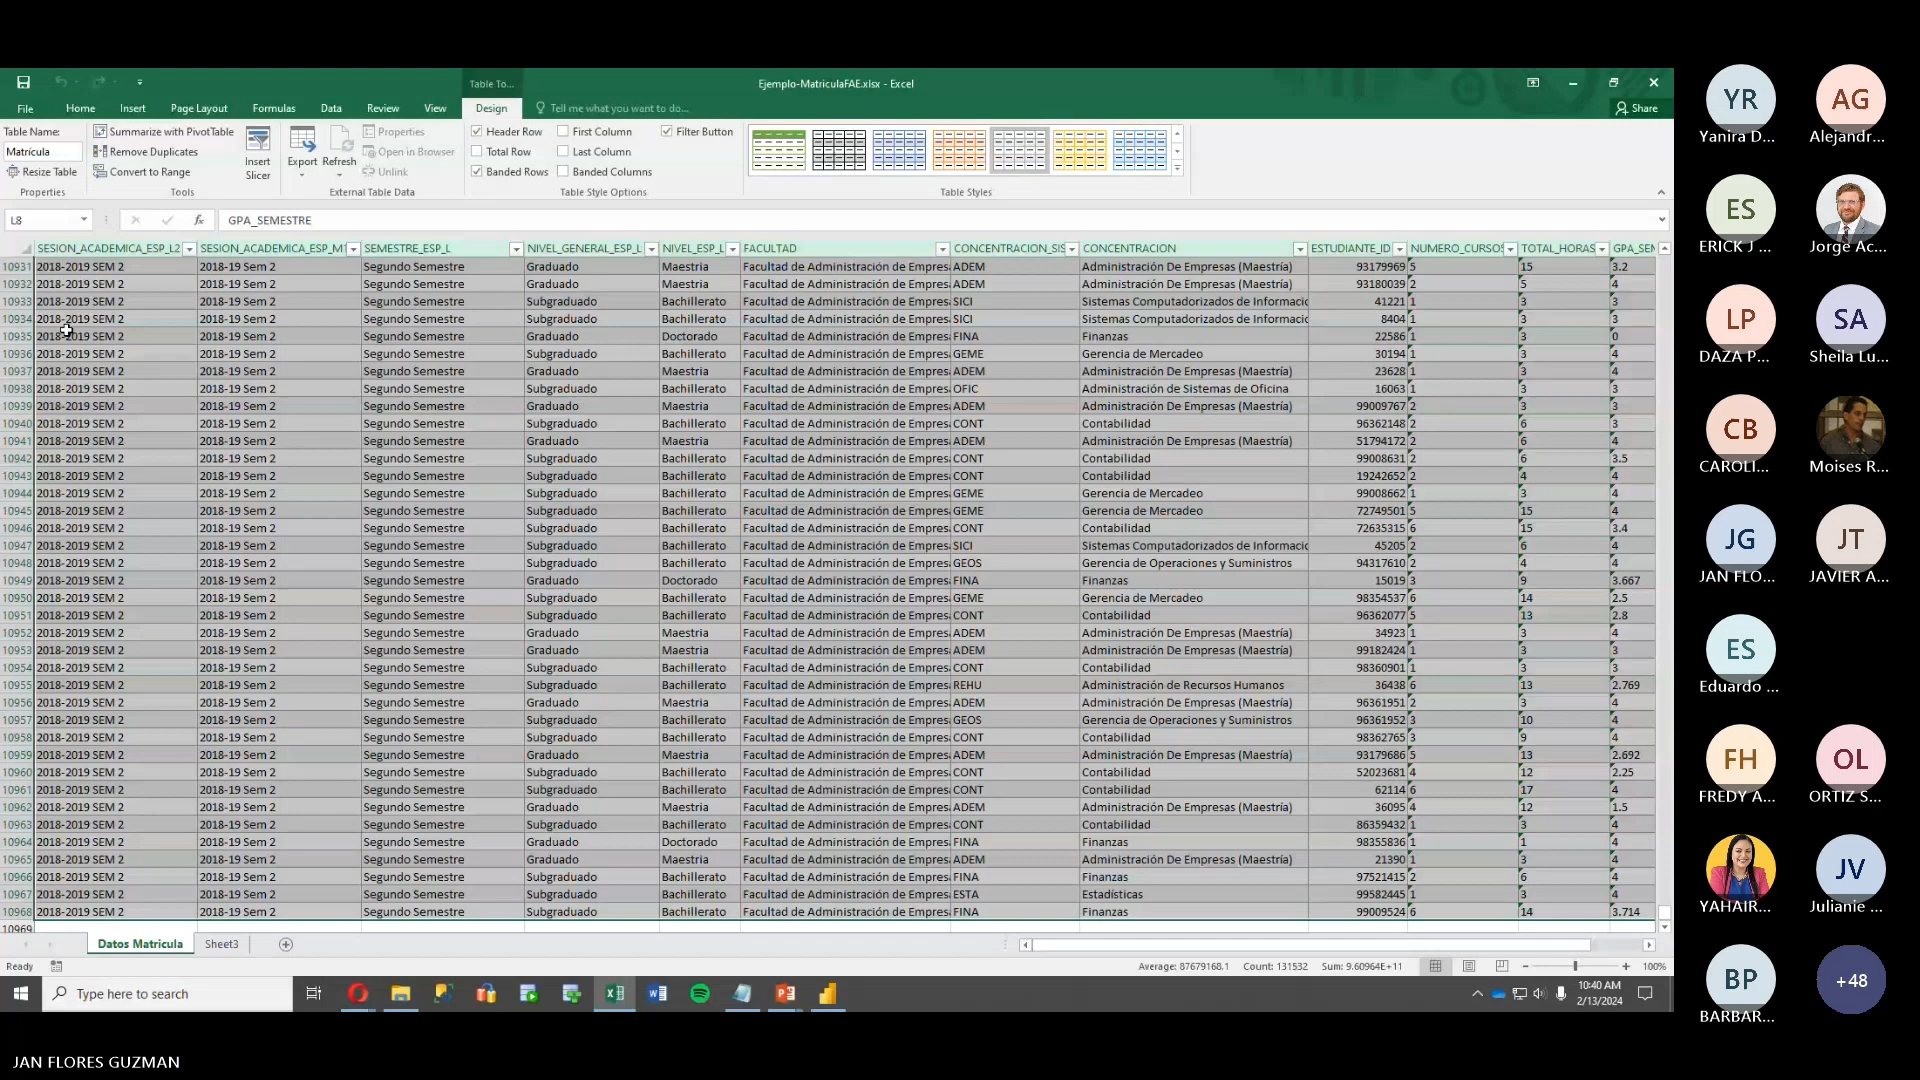 Table To...
Ejemplo-MatriculaFAE.xlsx - Excel
File Home Insert Page Layout Formulas Data Review View Design Tell me what you want to do... Share
Table Name: Summarize with PivotTable Properties Header Row First Column Filter Button
Matrícula Remove Duplicates Insert Slicer Export Refresh Open in Browser Total Row Last Column
Resize Table Convert to Range Unlink Banded Rows Banded Columns
Properties Tools External Table Data Table Style Options Table Styles
L8 fx GPA_SEMESTRE
SESION_ACADEMICA_ESP_L2 SESION_ACADEMICA_ESP_M SEMESTRE_ESP_L NIVEL_GENERAL_ESP_L NIVEL_ESP_L FACULTAD CONCENTRACION_SIS CONCENTRACION ESTUDIANTE_ID NUMERO_CURSOS TOTAL_HORAS GPA_SEM
10931 2018-2019 SEM 2 2018-19 Sem 2 Segundo Semestre Graduado Maestria Facultad de Administración de Empresa ADEM Administración De Empresas (Maestría) 93179969 5 15 3.2
10932 2018-2019 SEM 2 2018-19 Sem 2 Segundo Semestre Graduado Maestria Facultad de Administración de Empresa ADEM Administración De Empresas (Maestría) 93180039 2 5 4
10933 2018-2019 SEM 2 2018-19 Sem 2 Segundo Semestre Subgraduado Bachillerato Facultad de Administración de Empresa SICI Sistemas Computadorizados de Informació 41221 1 3 3
10934 2018-2019 SEM 2 2018-19 Sem 2 Segundo Semestre Subgraduado Bachillerato Facultad de Administración de Empresa SICI Sistemas Computadorizados de Informació 8404 1 3 3
10935 2018-2019 SEM 2 2018-19 Sem 2 Segundo Semestre Graduado Doctorado Facultad de Administración de Empresa FINA Finanzas 22586 1 3 0
10936 2018-2019 SEM 2 2018-19 Sem 2 Segundo Semestre Subgraduado Bachillerato Facultad de Administración de Empresa GEME Gerencia de Mercadeo 30194 1 3 4
10937 2018-2019 SEM 2 2018-19 Sem 2 Segundo Semestre Graduado Maestria Facultad de Administración de Empresa ADEM Administración De Empresas (Maestría) 23628 1 3 4
10938 2018-2019 SEM 2 2018-19 Sem 2 Segundo Semestre Subgraduado Bachillerato Facultad de Administración de Empresa OFIC Administración de Sistemas de Oficina 16063 1 3 3
10939 2018-2019 SEM 2 2018-19 Sem 2 Segundo Semestre Graduado Maestria Facultad de Administración de Empresa ADEM Administración De Empresas (Maestría) 99009767 2 3 3
10940 2018-2019 SEM 2 2018-19 Sem 2 Segundo Semestre Subgraduado Bachillerato Facultad de Administración de Empresa CONT Contabilidad 96362148 2 6 3
10941 2018-2019 SEM 2 2018-19 Sem 2 Segundo Semestre Graduado Maestria Facultad de Administración de Empresa ADEM Administración De Empresas (Maestría) 51794172 2 6 4
10942 2018-2019 SEM 2 2018-19 Sem 2 Segundo Semestre Subgraduado Bachillerato Facultad de Administración de Empresa CONT Contabilidad 99008631 2 6 3.5
10943 2018-2019 SEM 2 2018-19 Sem 2 Segundo Semestre Subgraduado Bachillerato Facultad de Administración de Empresa CONT Contabilidad 19242652 2 4 4
10944 2018-2019 SEM 2 2018-19 Sem 2 Segundo Semestre Subgraduado Bachillerato Facultad de Administración de Empresa GEME Gerencia de Mercadeo 99008662 1 3 4
10945 2018-2019 SEM 2 2018-19 Sem 2 Segundo Semestre Subgraduado Bachillerato Facultad de Administración de Empresa GEME Gerencia de Mercadeo 72749501 5 15 4
10946 2018-2019 SEM 2 2018-19 Sem 2 Segundo Semestre Subgraduado Bachillerato Facultad de Administración de Empresa CONT Contabilidad 72635315 6 15 3.4
10947 2018-2019 SEM 2 2018-19 Sem 2 Segundo Semestre Subgraduado Bachillerato Facultad de Administración de Empresa SICI Sistemas Computadorizados de Informació 45205 2 6 4
10948 2018-2019 SEM 2 2018-19 Sem 2 Segundo Semestre Subgraduado Bachillerato Facultad de Administración de Empresa GEOS Gerencia de Operaciones y Suministros 94317610 2 4 4
10949 2018-2019 SEM 2 2018-19 Sem 2 Segundo Semestre Graduado Doctorado Facultad de Administración de Empresa FINA Finanzas 15019 3 9 3.667
10950 2018-2019 SEM 2 2018-19 Sem 2 Segundo Semestre Subgraduado Bachillerato Facultad de Administración de Empresa GEME Gerencia de Mercadeo 98354537 6 14 2.5
10951 2018-2019 SEM 2 2018-19 Sem 2 Segundo Semestre Subgraduado Bachillerato Facultad de Administración de Empresa CONT Contabilidad 96362077 5 13 2.8
10952 2018-2019 SEM 2 2018-19 Sem 2 Segundo Semestre Graduado Maestria Facultad de Administración de Empresa ADEM Administración De Empresas (Maestría) 34923 1 3 4
10953 2018-2019 SEM 2 2018-19 Sem 2 Segundo Semestre Graduado Maestria Facultad de Administración de Empresa ADEM Administración De Empresas (Maestría) 99182424 1 3 3
10954 2018-2019 SEM 2 2018-19 Sem 2 Segundo Semestre Subgraduado Bachillerato Facultad de Administración de Empresa CONT Contabilidad 98360901 1 3 3
10955 2018-2019 SEM 2 2018-19 Sem 2 Segundo Semestre Subgraduado Bachillerato Facultad de Administración de Empresa REHU Administración de Recursos Humanos 36438 6 13 2.769
10956 2018-2019 SEM 2 2018-19 Sem 2 Segundo Semestre Graduado Maestria Facultad de Administración de Empresa ADEM Administración De Empresas (Maestría) 96361951 2 3 4
10957 2018-2019 SEM 2 2018-19 Sem 2 Segundo Semestre Subgraduado Bachillerato Facultad de Administración de Empresa GEOS Gerencia de Operaciones y Suministros 96361952 3 10 4
10958 2018-2019 SEM 2 2018-19 Sem 2 Segundo Semestre Subgraduado Bachillerato Facultad de Administración de Empresa CONT Contabilidad 98362765 3 9 4
10959 2018-2019 SEM 2 2018-19 Sem 2 Segundo Semestre Graduado Maestria Facultad de Administración de Empresa ADEM Administración De Empresas (Maestría) 93179686 5 13 2.692
10960 2018-2019 SEM 2 2018-19 Sem 2 Segundo Semestre Subgraduado Bachillerato Facultad de Administración de Empresa CONT Contabilidad 52023681 4 12 2.25
10961 2018-2019 SEM 2 2018-19 Sem 2 Segundo Semestre Subgraduado Bachillerato Facultad de Administración de Empresa CONT Contabilidad 62114 6 17 4
10962 2018-2019 SEM 2 2018-19 Sem 2 Segundo Semestre Graduado Maestria Facultad de Administración de Empresa ADEM Administración De Empresas (Maestría) 36095 4 12 1.5
10963 2018-2019 SEM 2 2018-19 Sem 2 Segundo Semestre Subgraduado Bachillerato Facultad de Administración de Empresa CONT Contabilidad 86359432 1 3 4
10964 2018-2019 SEM 2 2018-19 Sem 2 Segundo Semestre Graduado Doctorado Facultad de Administración de Empresa FINA Finanzas 98355836 1 1 4
10965 2018-2019 SEM 2 2018-19 Sem 2 Segundo Semestre Graduado Maestria Facultad de Administración de Empresa ADEM Administración De Empresas (Maestría) 21390 1 3 4
10966 2018-2019 SEM 2 2018-19 Sem 2 Segundo Semestre Subgraduado Bachillerato Facultad de Administración de Empresa FINA Finanzas 97521415 2 6 4
10967 2018-2019 SEM 2 2018-19 Sem 2 Segundo Semestre Subgraduado Bachillerato Facultad de Administración de Empresa ESTA Estadísticas 99582445 1 3 4
10968 2018-2019 SEM 2 2018-19 Sem 2 Segundo Semestre Subgraduado Bachillerato Facultad de Administración de Empresa FINA Finanzas 99009524 6 14 3.714
10969
Datos Matricula Sheet3
Ready Average: 87679168.1 Count: 131532 Sum: 9.60964E+11 100%
Type here to search
10:40 AM
2/13/2024
YR AG
Yanira D... Alejandr...
ES
ERICK J ... Jorge Ac...
LP SA
DAZA P... Sheila Lu...
CB
CAROLI... Moises R...
JG JT
JAN FLO... JAVIER A...
ES
Eduardo ...
FH OL
FREDY A... ORTIZ S...
JV
YAHAIR... Julianie ...
BP +48
BARBAR...
JAN FLORES GUZMAN